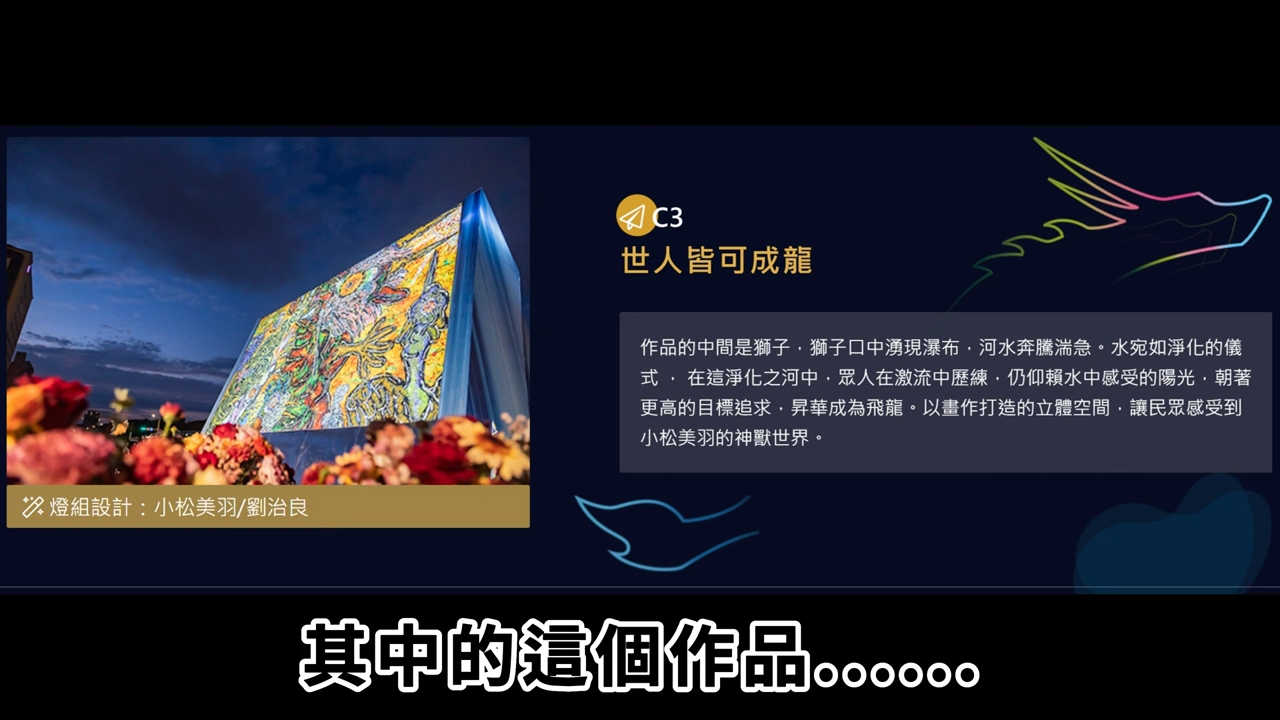 C3
世人皆可成龍
作品的中間是獅子，獅子口中湧現瀑布，河水奔騰湍急。水宛如淨化的儀
式 ， 在這淨化之河中，眾人在激流中歷練，仍仰賴水中感受的陽光，朝著
更高的目標追求，昇華成為飛龍。以畫作打造的立體空間，讓民眾感受到
小松美羽的神獸世界。
燈組設計：小松美羽/劉治良
其中的這個作品......